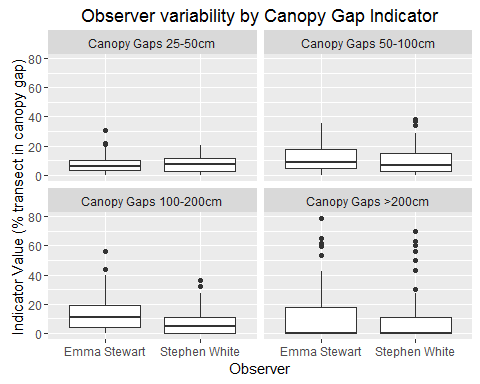 Observer variability by Canopy Gap Indicator
Canopy Gaps 25-50cm
Canopy Gaps 50-100cm
80
60
40
20
0
Canopy Gaps 100-200cm
Canopy Gaps >200cm
80
60
40
20
0
Indicator Value (% transect in canopy gap)
Emma Stewart
Stephen White
Emma Stewart
Stephen White
Observer